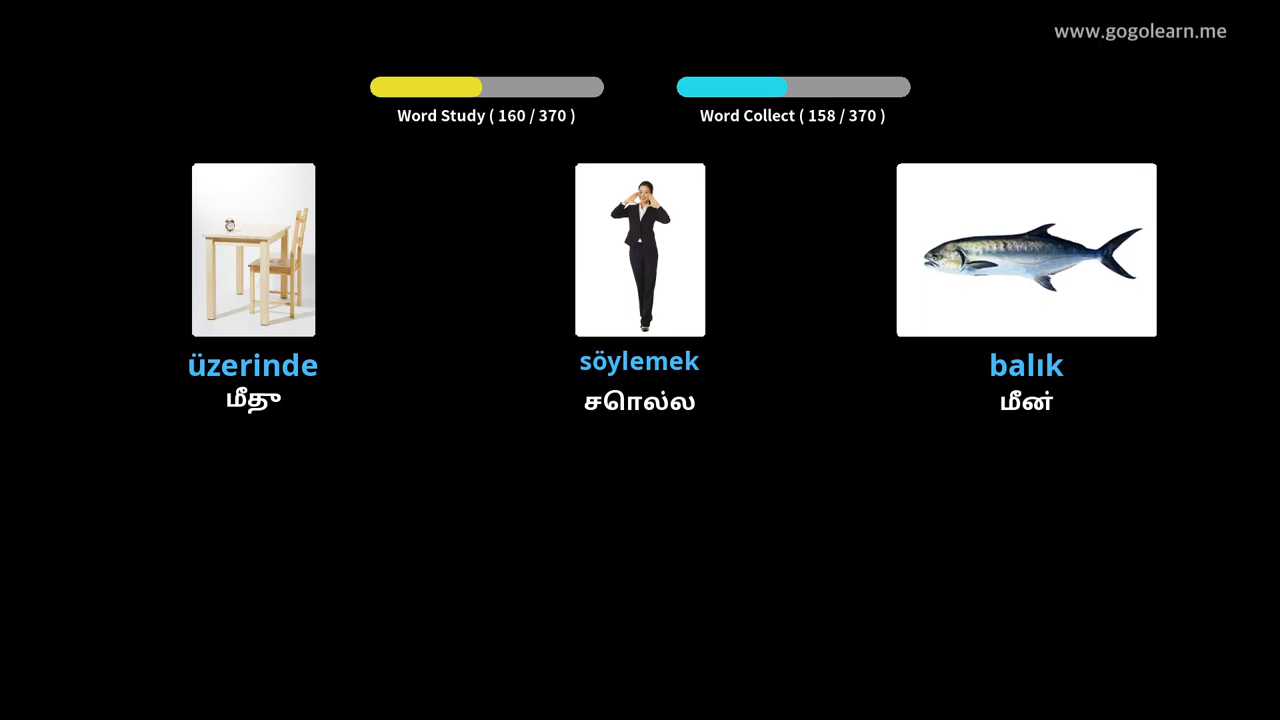 www.gogolearn.me
Word Study ( 160 / 370 )
Word Collect ( 158 / 370 )
üzerinde
மீது
söylemek
சொல்ல
balık
மீன்